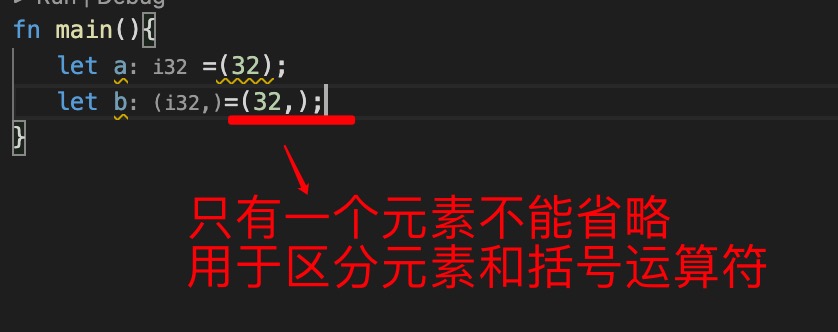 Run | Debug
fn main(){
let a: i32 =(32);
let b: (i32,)=(32,);
}
只有一个元素不能省略
用于区分元素和括号运算符